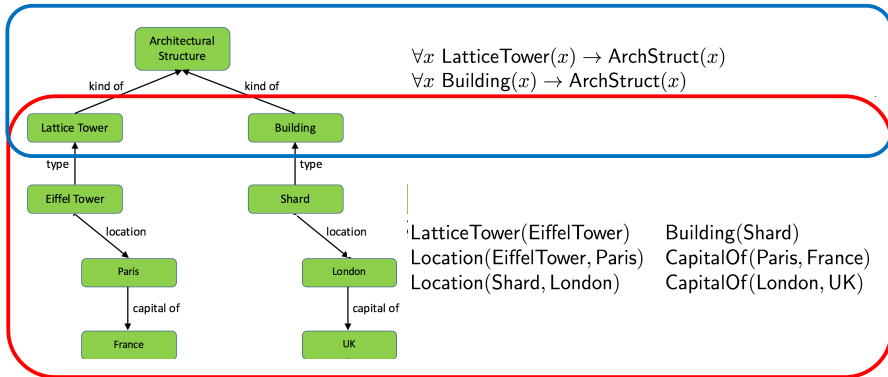 Architectural
Structure
∀x LatticeTower(x) → ArchStruct(x)
∀x Building(x) → ArchStruct(x)
kind of
kind of
Lattice Tower
Building
type
type
Eiffel Tower
Shard
location
location
LatticeTower(EiffelTower) Building(Shard)
Location(EiffelTower, Paris) CapitalOf(Paris, France)
Location(Shard, London) CapitalOf(London, UK)
Paris
London
capital of
capital of
France
UK